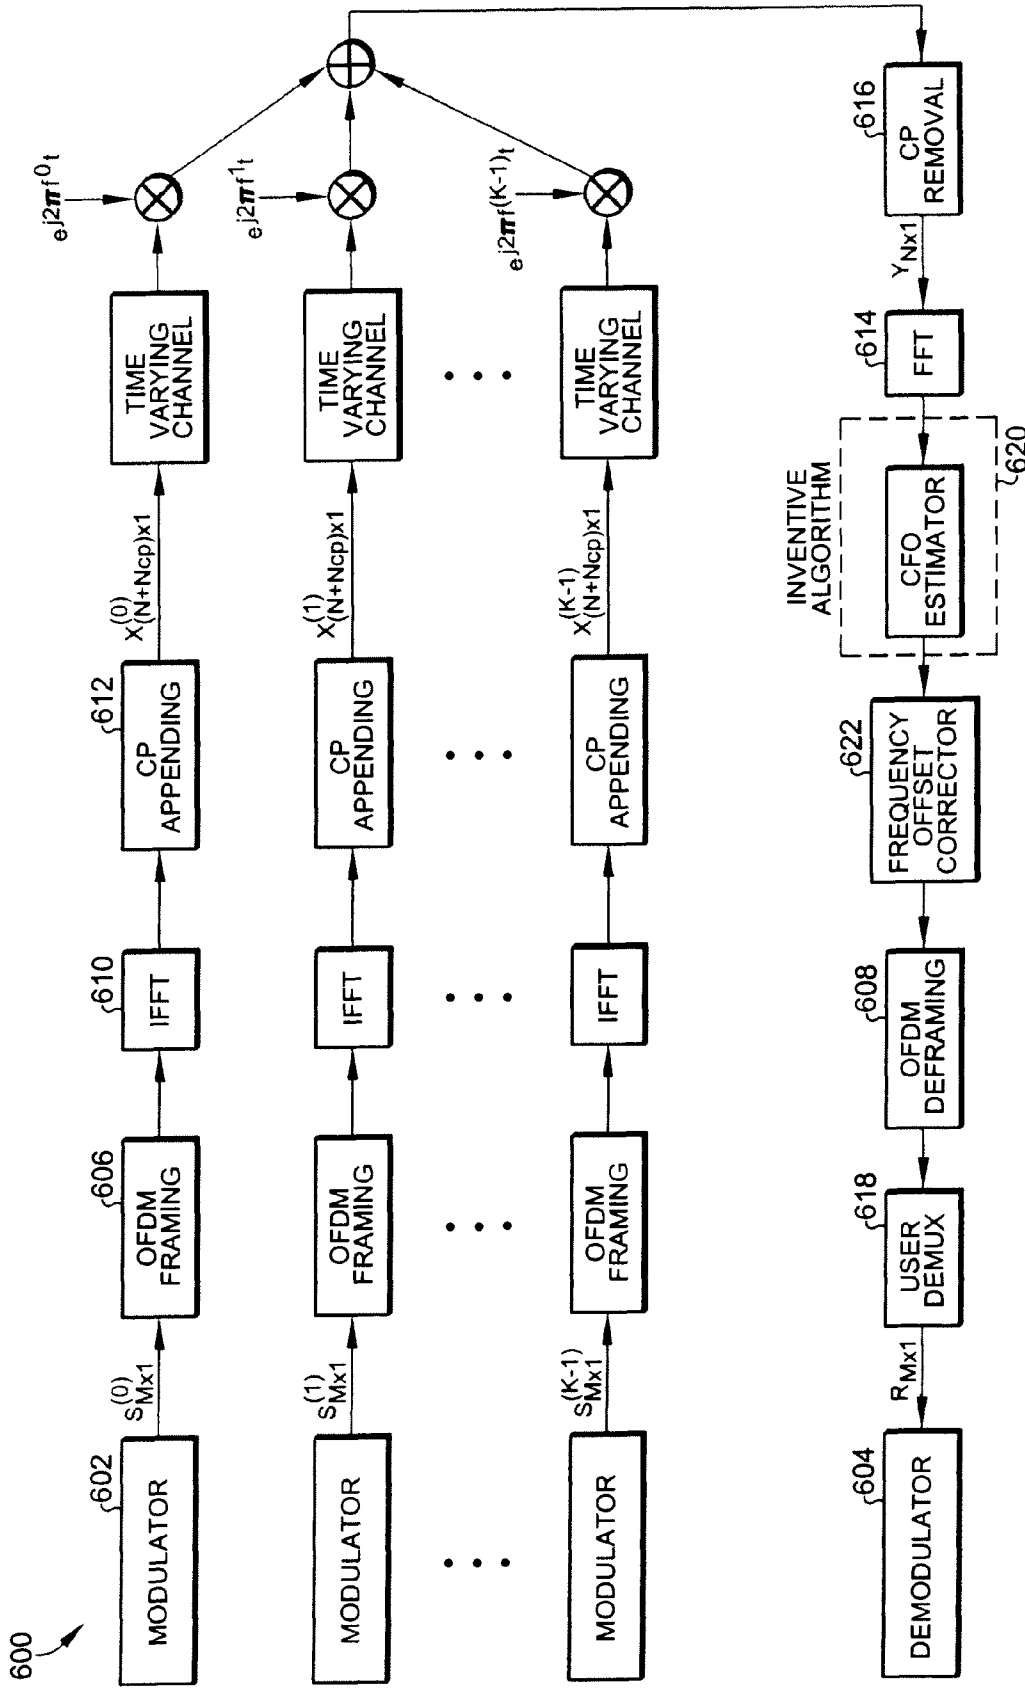 600
602
MODULATOR
S(0)Mx1
606
OFDM
FRAMING
610
IFFT
612
CP
APPENDING
X(0)(N+Ncp)x1
TIME
VARYING
CHANNEL
ej2πf0t
MODULATOR
S(1)Mx1
OFDM
FRAMING
IFFT
CP
APPENDING
X(1)(N+Ncp)x1
TIME
VARYING
CHANNEL
ej2πf1t
MODULATOR
S(K-1)Mx1
OFDM
FRAMING
IFFT
CP
APPENDING
X(K-1)(N+Ncp)x1
TIME
VARYING
CHANNEL
ej2πf(K-1)t
604
DEMODULATOR
RMx1
618
USER
DEMUX
608
OFDM
DEFRAMING
622
FREQUENCY
OFFSET
CORRECTOR
INVENTIVE
ALGORITHM
CFO
ESTIMATOR
620
614
FFT
YNx1
616
CP
REMOVAL